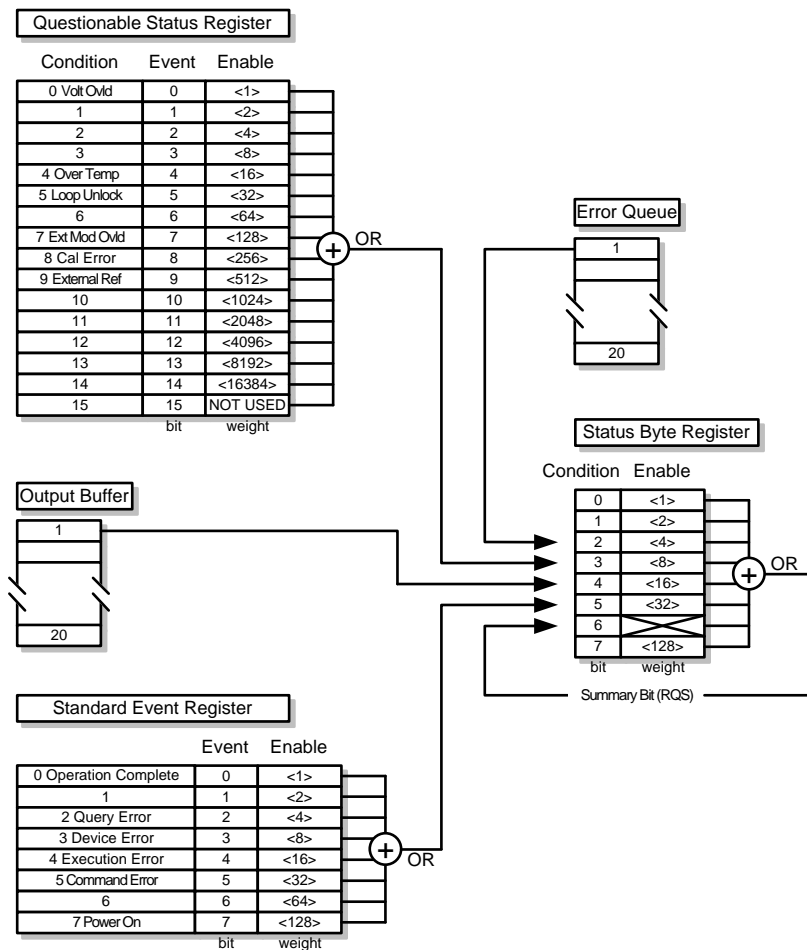 Questionable Status Register
Condition Event Enable
0 Volt Ovld 0 <1>
1 1 <2>
2 2 <4>
3 3 <8>
4 Over Temp 4 <16>
5 Loop Unlock 5 <32>
6 6 <64>
7 Ext Mod Ovld 7 <128>
8 Cal Error 8 <256>
9 External Ref 9 <512>
10 10 <1024>
11 11 <2048>
12 12 <4096>
13 13 <8192>
14 14 <16384>
15 15 NOT USED
bit weight
+ OR
Error Queue
1
20
Output Buffer
1
20
Status Byte Register
Condition Enable
0 <1>
1 <2>
2 <4>
3 <8>
4 <16>
5 <32>
6
7 <128>
bit weight
+ OR
Summary Bit (RQS)
Standard Event Register
Event Enable
0 Operation Complete 0 <1>
1 1 <2>
2 Query Error 2 <4>
3 Device Error 3 <8>
4 Execution Error 4 <16>
5 Command Error 5 <32>
6 6 <64>
7 Power On 7 <128>
bit weight
+ OR